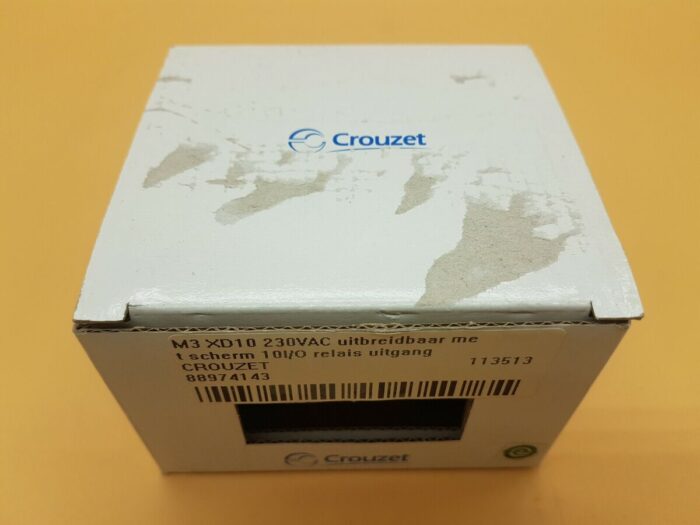 Crouzet
M3 XD10 230VAC uitbreidbaar me
t scherm 10I/O relais uitgang
CROUZET 113513
88974143
Crouzet